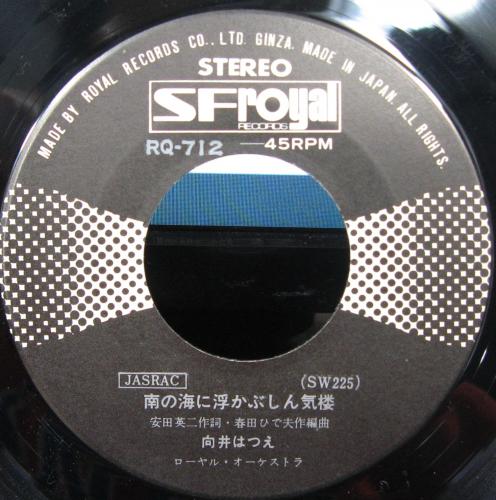 MADE BY ROYAL RECORDS CO., LTD. GINZA. MADE IN JAPAN. ALL RIGHTS.
STEREO
SFroyal
RECORDS
RQ-712 —45RPM
JASRAC (SW225)
南の海に浮かぶしん気楼
安田英二作詞・春田ひで夫作編曲
向井はつえ
ローヤル・オーケストラ